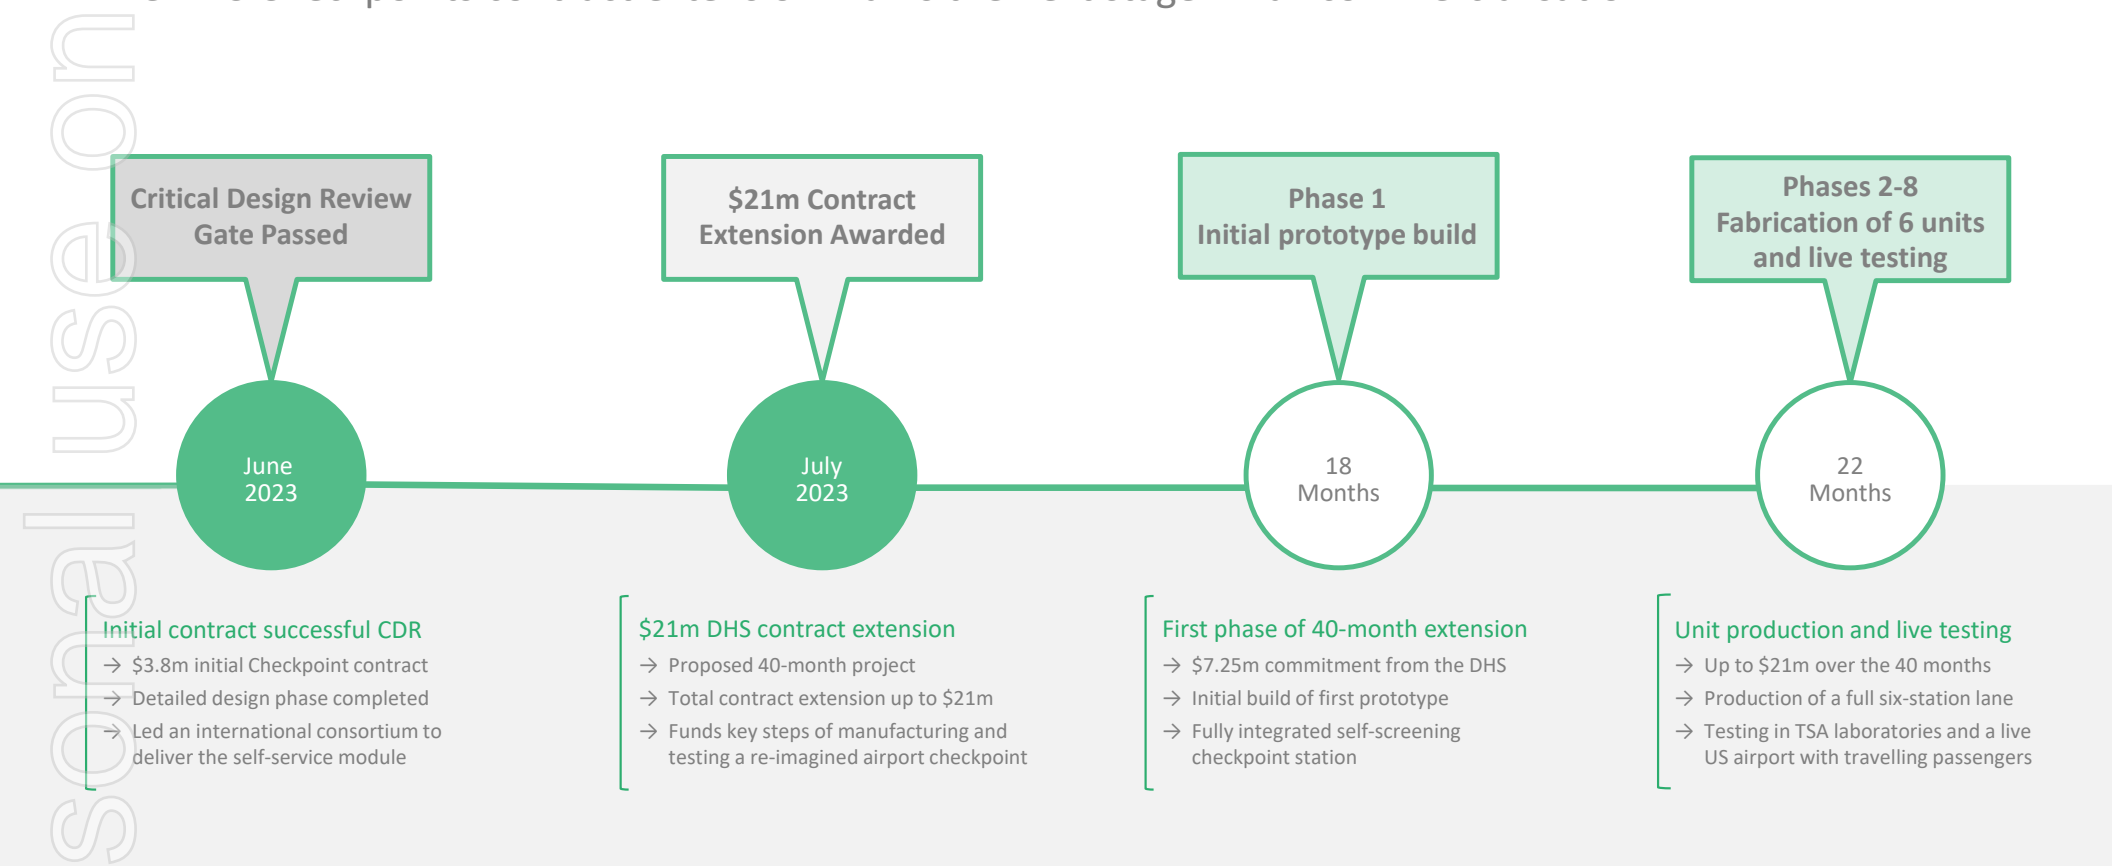 Critical Design Review
Gate Passed
$21m Contract
Extension Awarded
Phase 1
Initial prototype build
Phases 2-8
Fabrication of 6 units
and live testing
June
2023
July
2023
18
Months
22
Months
Initial contract successful CDR
→ $3.8m initial Checkpoint contract
→ Detailed design phase completed
→ Led an international consortium to
deliver the self-service module
$21m DHS contract extension
→ Proposed 40-month project
→ Total contract extension up to $21m
→ Funds key steps of manufacturing and
testing a re-imagined airport checkpoint
First phase of 40-month extension
→ $7.25m commitment from the DHS
→ Initial build of first prototype
→ Fully integrated self-screening
checkpoint station
Unit production and live testing
→ Up to $21m over the 40 months
→ Production of a full six-station lane
→ Testing in TSA laboratories and a live
US airport with travelling passengers
sonal use on